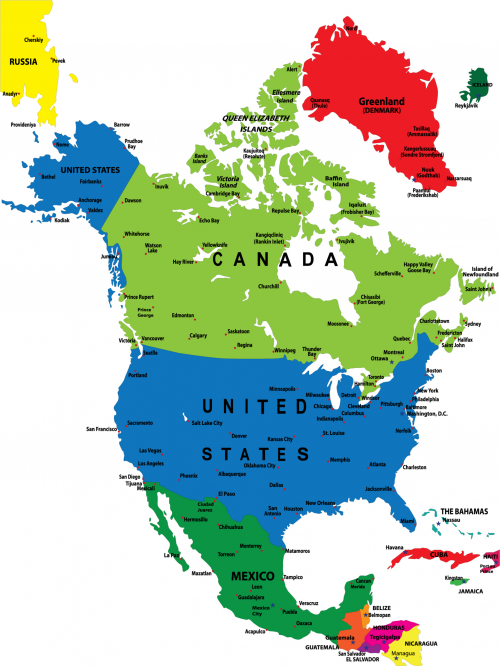 Cherskiy
RUSSIA
Pevek
Anadyr
Provideniya
Barrow
Prudhoe
Bay
Nome
UNITED STATES
Bethel
Fairbanks
Anchorage
Valdez
Kodiak
Alert
Ellesmere
Island
QUEEN ELIZABETH
ISLANDS
Qaanaaq
(Thule)
Greenland
(DENMARK)
ICELAND
Reykjavik
Tasiilaq
(Ammassalik)
Kangerlussuaq
(Sondre Stromfjord)
Nuuk
(Godthab)
Narsarsuaq
Paamiut
(Frederikshab)
Banks
Island
(Resolute)
Victoria
Island
Cambridge Bay
Baffin
Island
Inuvik
Dawson
Echo Bay
Repulse Bay
Iqaluit
(Frobisher Bay)
Whitehorse
Watson
Lake
Yellowknife
Kangiqcliniq
(Rankin Inlet)
Ivujivik
Hay River
CANADA
Churchill
Schefferville
Happy Valley
Goose Bay
Island of
Newfoundland
Saint John's
Prince Rupert
Prince
George
Edmonton
Chisasibi
(Fort George)
Moosonee
Charlottetown
Sydney
Calgary
Saskatoon
Regina
Winnipeg
Thunder
Bay
Quebec
Fredericton
Halifax
Saint John
Montreal
Ottawa
Victoria
Vancouver
Seattle
Portland
Toronto
Hamilton
Boston
Minneapolis
Milwaukee
Detroit
Windsor
New York
Philadelphia
Baltimore
Washington, D.C.
UNITED
Chicago
Cleveland
Pittsburgh
Columbus
Indianapolis
San Francisco
Sacramento
Salt Lake City
Denver
Kansas City
St. Louis
Norfolk
STATES
Las Vegas
Los Angeles
Oklahoma City
Albuquerques
Memphis
Atlanta
Charleston
San Diego
Tijuana
Mexicali
Phoenix
El Paso
Dallas
Jacksonville
San
Antonio
Houston
New Orleans
Miami
THE BAHAMAS
Nassau
Ciudad
Juarez
Hermosillo
Chihuahua
La Paz
Torreon
Monterrey
Matamoros
Mazatlan
MEXICO
Tampico
Leon
Guadalajara
Mexico
City
Veracruz
Puebla
Acapulco
Oaxaca
Havana
CUBA
HAITI
Kingston
JAMAICA
BELIZE
Belmopan
HONDURAS
Guatemala
GUATEMALA
Tegicigalpa
San Salvador
EL SALVADOR
NICARAGUA
Managua